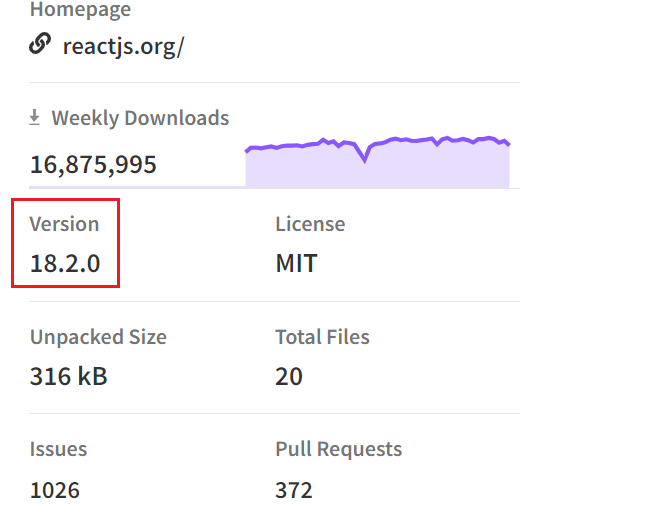 Homepage
reactjs.org/
Weekly Downloads
16,875,995
Version
License
18.2.0
MIT
Unpacked Size
Total Files
316 kB
20
Issues
Pull Requests
1026
372